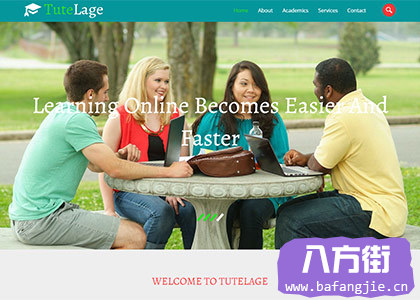 TuteLage
Home About Academics Services Contact
Learning Online Becomes Easier And
Faster
WELCOME TO TUTELAGE
八方街
www.bafangjie.cn